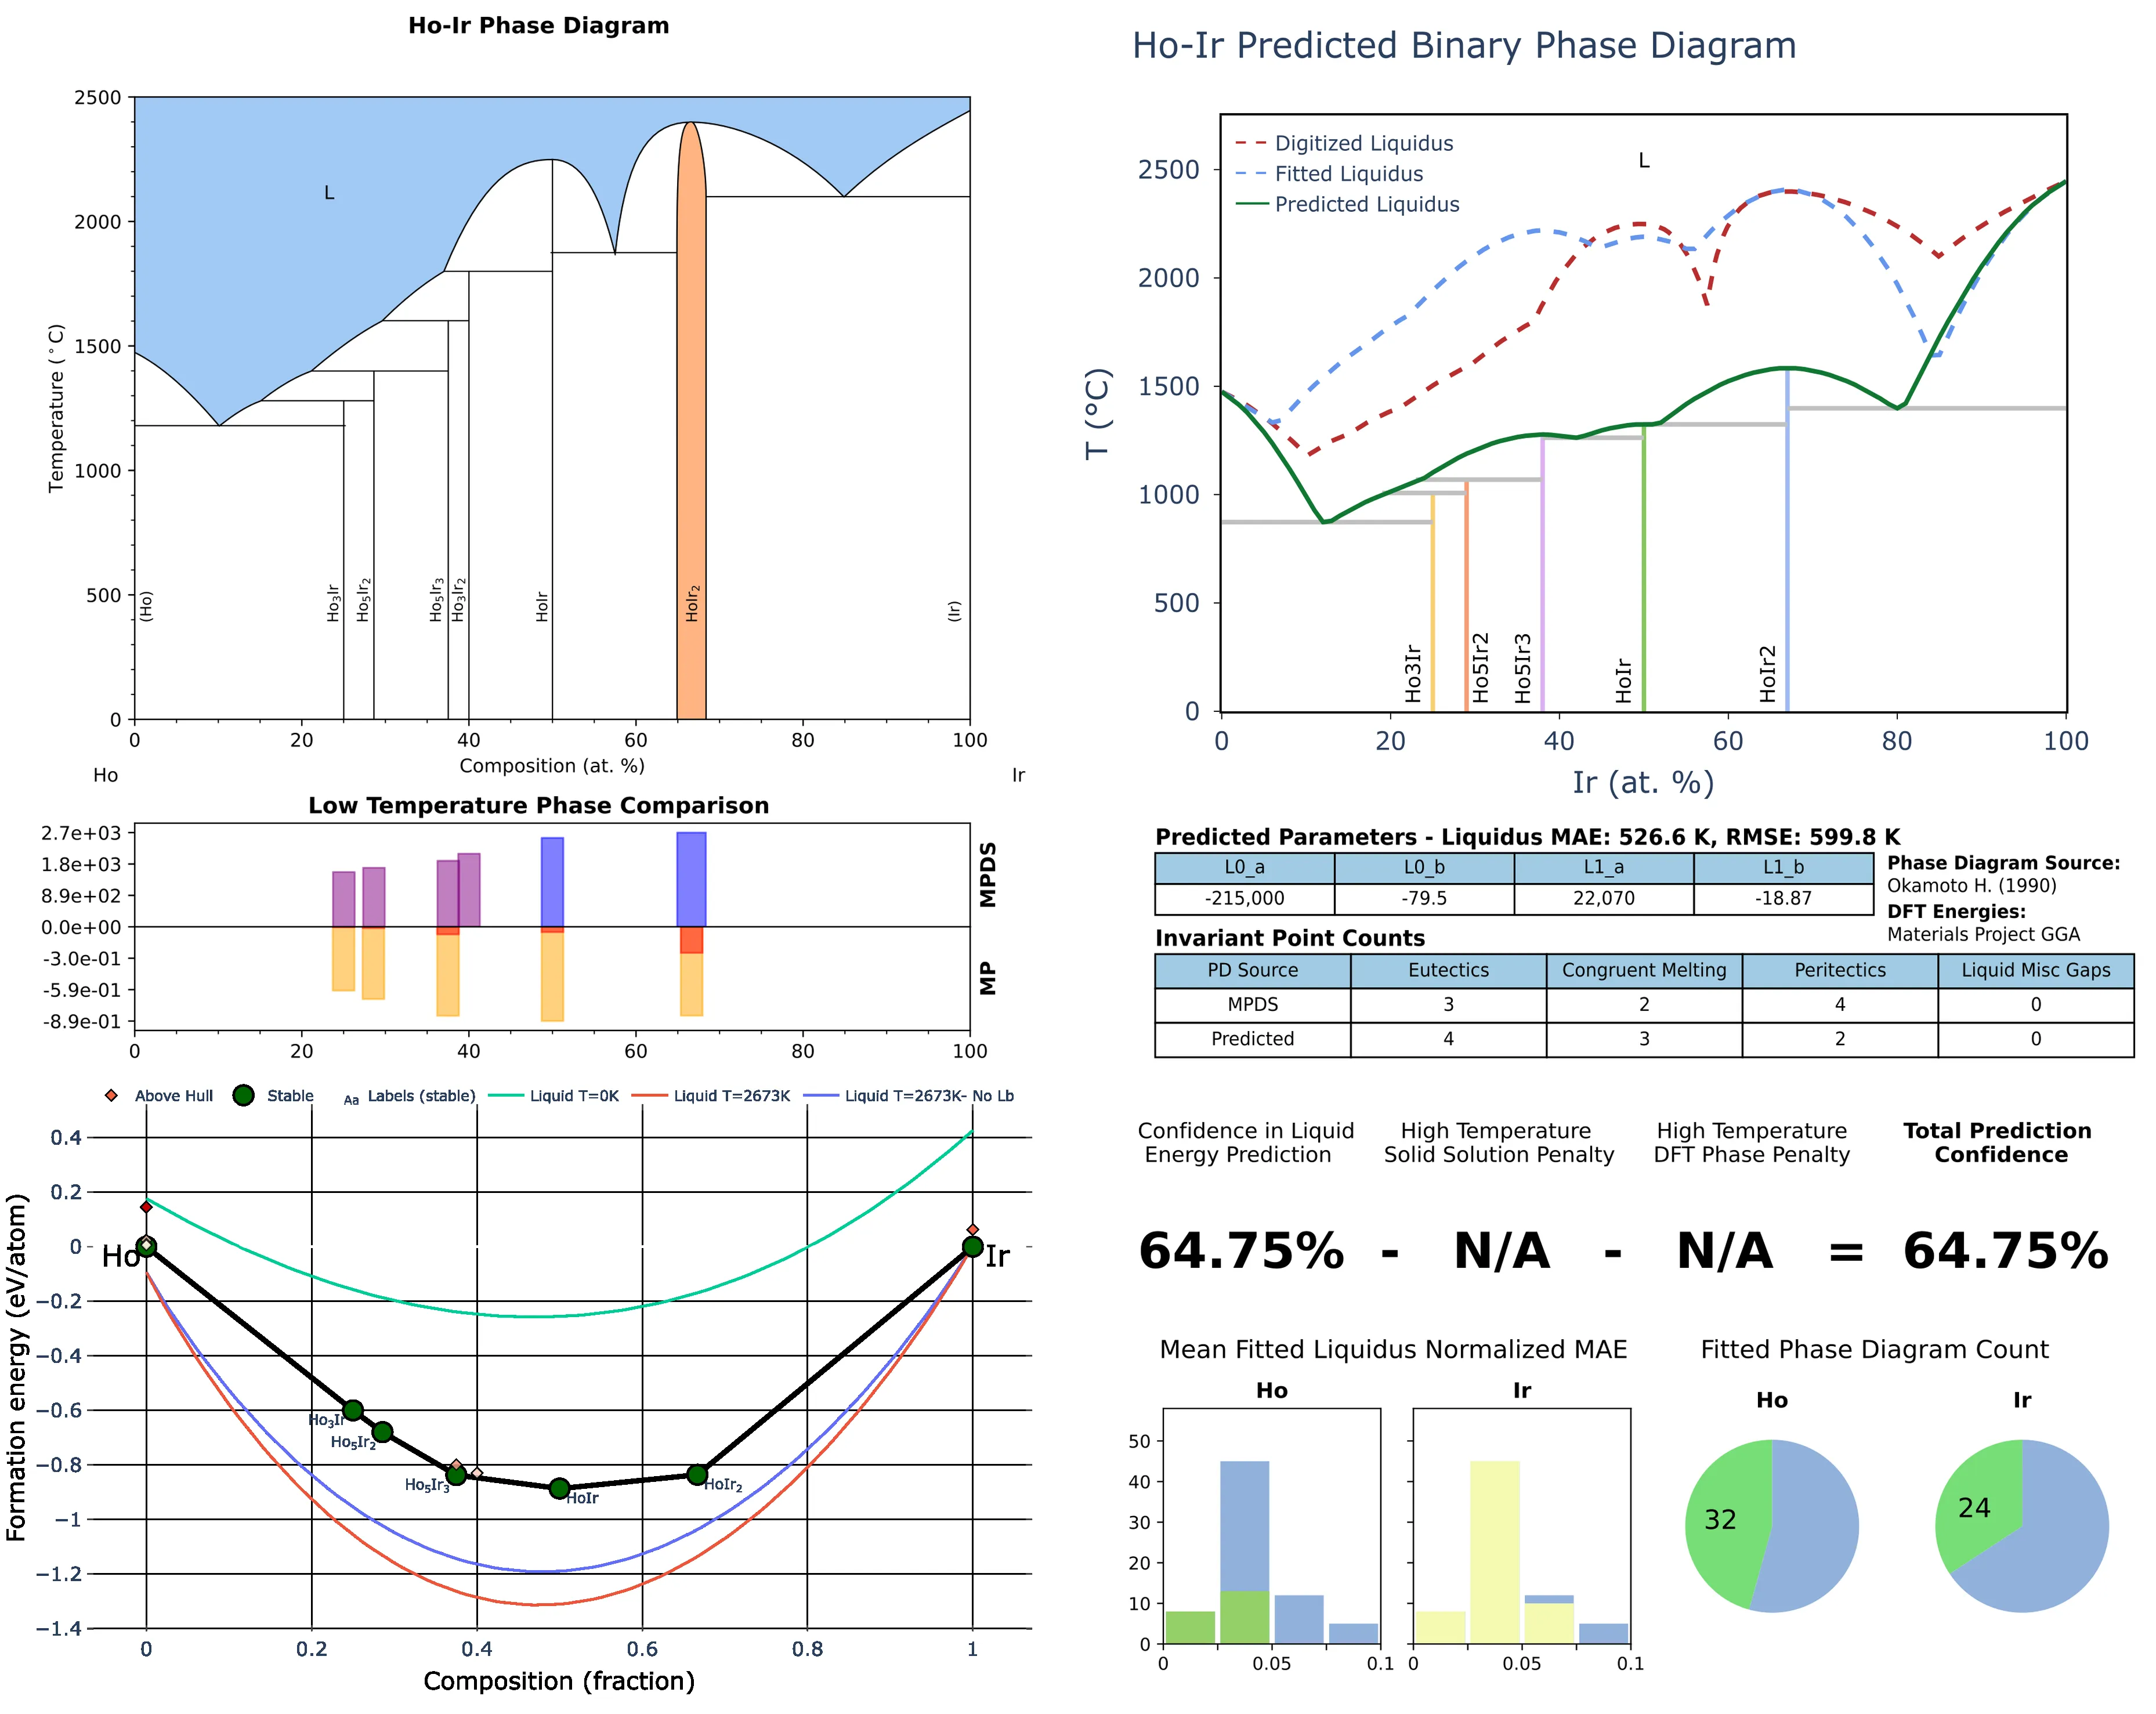 Ho-Ir Phase Diagram
2500
2000
1500
1000
500
0
Temperature (°C)
L
(Ho)
Ho3Ir
Ho5Ir2
Ho5Ir3
Ho3Ir2
HoIr
HoIr2
(Ir)
0 20 40 60 80 100
Composition (at. %)
Ho Ir
Low Temperature Phase Comparison
2.7e+03
1.8e+03
8.9e+02
0.0e+00
-3.0e-01
-5.9e-01
-8.9e-01
MPDS
MP
0 20 40 60 80 100
Above Hull Stable Aa Labels (stable) Liquid T=0K Liquid T=2673K Liquid T=2673K- No Lb
0.4
0.2
0
−0.2
−0.4
−0.6
−0.8
−1
−1.2
−1.4
Formation energy (eV/atom)
Ho
Ho3Ir
Ho5Ir2
Ho5Ir3
HoIr
HoIr2
Ir
0 0.2 0.4 0.6 0.8 1
Composition (fraction)
Ho-Ir Predicted Binary Phase Diagram
Digitized Liquidus
Fitted Liquidus
Predicted Liquidus
L
2500
2000
1500
1000
500
0
T (°C)
Ho3Ir
Ho5Ir2
Ho5Ir3
HoIr
HoIr2
0 20 40 60 80 100
Ir (at. %)
Predicted Parameters - Liquidus MAE: 526.6 K, RMSE: 599.8 K
L0_a L0_b L1_a L1_b
-215,000 -79.5 22,070 -18.87
Phase Diagram Source:
Okamoto H. (1990)
DFT Energies:
Materials Project GGA
Invariant Point Counts
PD Source Eutectics Congruent Melting Peritectics Liquid Misc Gaps
MPDS 3 2 4 0
Predicted 4 3 2 0
Confidence in Liquid
Energy Prediction
High Temperature
Solid Solution Penalty
High Temperature
DFT Phase Penalty
Total Prediction
Confidence
64.75% - N/A - N/A = 64.75%
Mean Fitted Liquidus Normalized MAE
Ho Ir
50
40
30
20
10
0
0 0.05 0.1 0 0.05 0.1
Fitted Phase Diagram Count
Ho Ir
32 24